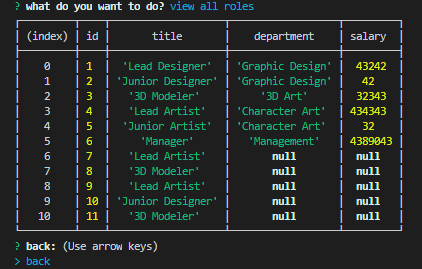 ? what do you want to do? view all roles
(index) id title department salary
0 1 'Lead Designer' 'Graphic Design' 43242
1 2 'Junior Designer' 'Graphic Design' 42
2 3 '3D Modeler' '3D Art' 32343
3 4 'Lead Artist' 'Character Art' 434343
4 5 'Junior Artist' 'Character Art' 32
5 6 'Manager' 'Management' 4389043
6 7 'Lead Artist' null null
7 8 '3D Modeler' null null
8 9 'Lead Artist' null null
9 10 'Junior Designer' null null
10 11 '3D Modeler' null null
? back: (Use arrow keys)
> back